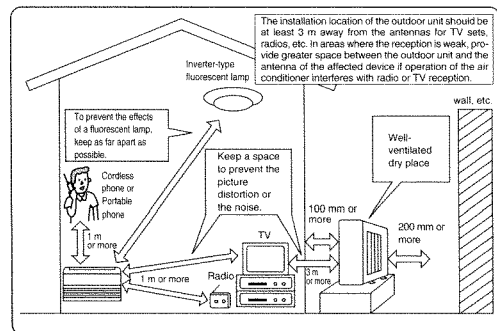 The installation location of the outdoor unit should be
at least 3 m away from the antennas for TV sets,
radios, etc. In areas where the reception is weak, pro-
vide greater space between the outdoor unit and the
antenna of the affected device if operation of the air
conditioner interferes with radio or TV reception.
Inverter-type
fluorescent lamp
wall, etc.
To prevent the effects
of a fluorescent lamp,
keep as far apart as
possible.
Well-
ventilated
dry place
Keep a space
to prevent the
picture
distortion or
the noise.
Cordless
phone or
Portable
phone
100 mm or
more
200 mm or
more
1 m
or more
TV
3 m
or more
1 m or more
Radio